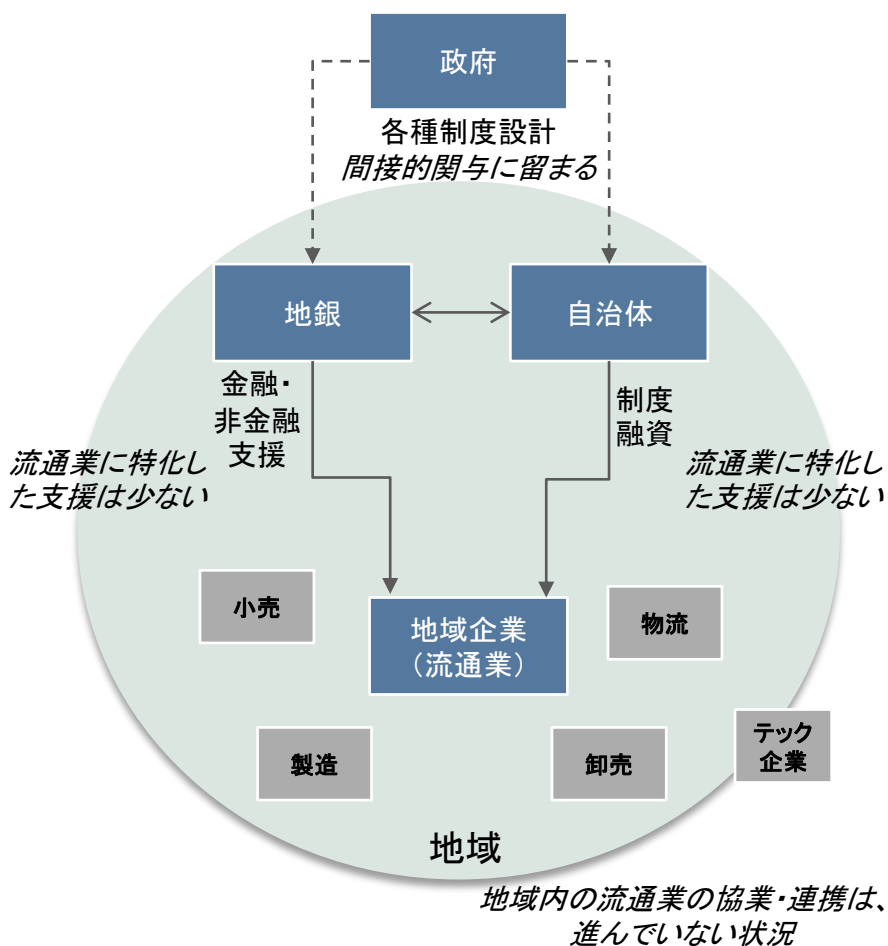 政府
各種制度設計
間接的関与に留まる
地銀
自治体
金融・
非金融
支援
制度
融資
流通業に特化し
た支援は少ない
流通業に特化し
た支援は少ない
小売
地域企業
（流通業）
物流
製造
卸売
テック
企業
地域
地域内の流通業の協業・連携は、
進んでいない状況